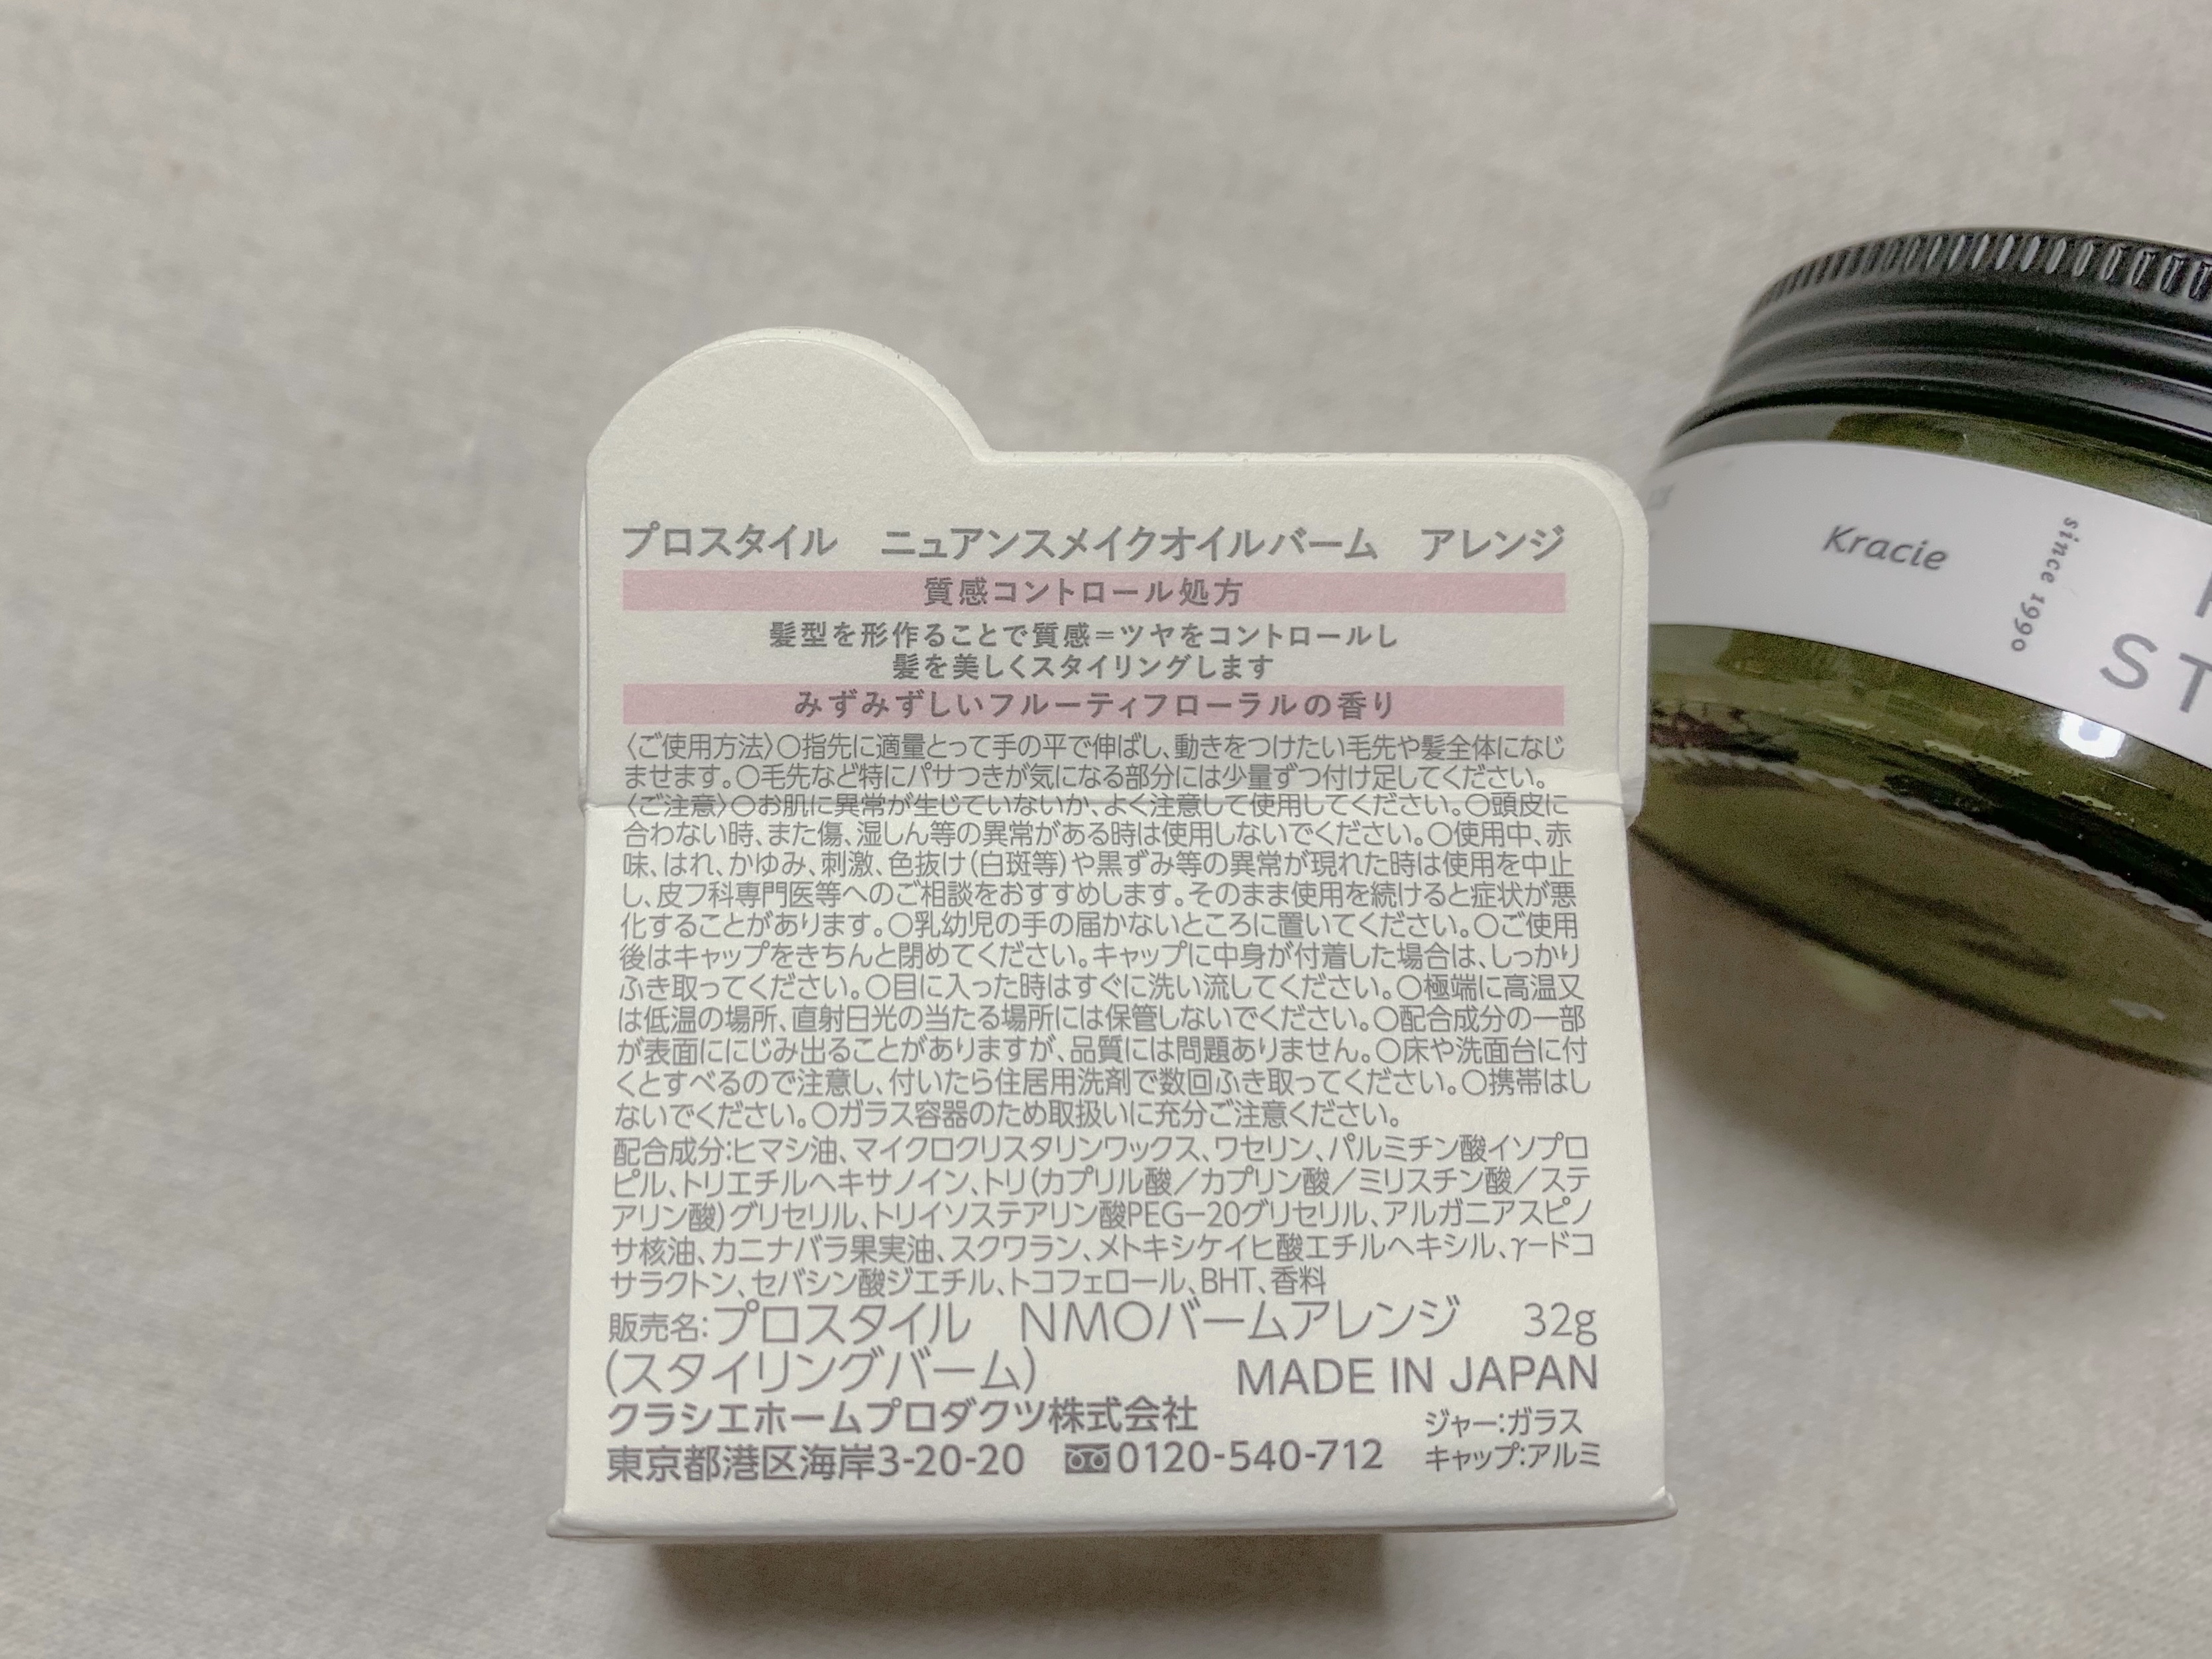 プロスタイル　ニュアンスメイクオイルバーム　アレンジ
質感コントロール処方
髪型を形作ることで質感=ツヤをコントロールし
髪を美しくスタイリングします
みずみずしいフルーティフローラルの香り
〈ご使用方法〉〇指先に適量とって手の平で伸ばし、動きをつけたい毛先や髪全体になじ
ませます。〇毛先など特にパサつきが気になる部分には少量ずつ付け足してください。
〈ご注意〉〇お肌に異常が生じていないか、よく注意して使用してください。〇頭皮に
合わない時、また傷、湿しん等の異常がある時は使用しないでください。〇使用中、赤
味、はれ、かゆみ、刺激、色抜け(白斑等)や黒ずみ等の異常が現れた時は使用を中止
し、皮フ科専門医等へのご相談をおすすめします。そのまま使用を続けると症状が悪
化することがあります。〇乳幼児の手の届かないところに置いてください。〇ご使用
後はキャップをきちんと閉めてください。キャップに中身が付着した場合は、しっかり
ふき取ってください。〇目に入った時はすぐに洗い流してください。〇極端に高温又
は低温の場所、直射日光の当たる場所には保管しないでください。〇配合成分の一部
が表面ににじみ出ることがありますが、品質には問題ありません。〇床や洗面台に付
くとすべるので注意し、付いたら住居用洗剤で数回ふき取ってください。〇携帯はし
ないでください。〇ガラス容器のため取扱いに充分ご注意ください。
配合成分:ヒマシ油、マイクロクリスタリンワックス、ワセリン、パルミチン酸イソプロ
ピル、トリエチルヘキサノイン、トリ(カプリル酸/カプリン酸/ミリスチン酸/ステ
アリン酸)グリセリル、トリイソステアリン酸PEG-20グリセリル、アルガニアスピノ
サ核油、カニナバラ果実油、スクワラン、メトキシケイヒ酸エチルヘキシル、γ-ドコ
サラクトン、セバシン酸ジエチル、トコフェロール、BHT、香料
販売名:プロスタイル　NMOバームアレンジ　32g
(スタイリングバーム)　MADE IN JAPAN
クラシエホームプロダクツ株式会社　ジャー:ガラス
東京都港区海岸3-20-20　0120-540-712　キャップ:アルミ
Kracie
since 1990
ST